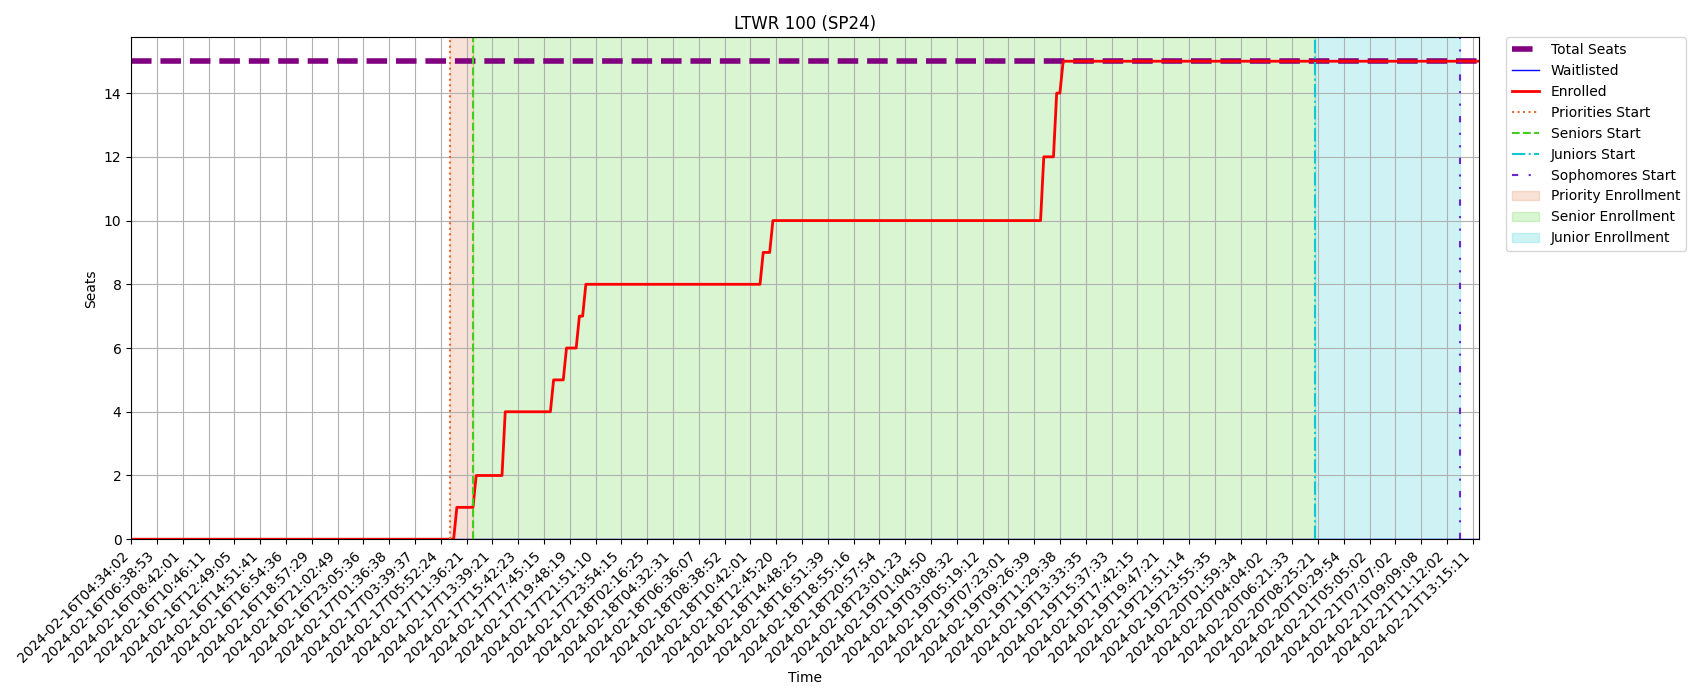 LTWR 100 (SP24)
Total Seats
Waitlisted
Enrolled
Priorities Start
Seniors Start
Juniors Start
Sophomores Start
Priority Enrollment
Senior Enrollment
Junior Enrollment
Seats
14
12
10
8
6
4
2
0
2024-02-16T04:34:02
2024-02-16T06:38:53
2024-02-16T08:42:01
2024-02-16T10:46:11
2024-02-16T12:49:05
2024-02-16T14:51:41
2024-02-16T16:54:36
2024-02-16T18:57:29
2024-02-16T21:02:49
2024-02-16T23:05:36
2024-02-17T01:36:38
2024-02-17T03:39:37
2024-02-17T05:52:24
2024-02-17T11:36:21
2024-02-17T13:39:21
2024-02-17T15:42:23
2024-02-17T17:45:15
2024-02-17T19:48:19
2024-02-17T21:51:10
2024-02-17T23:54:15
2024-02-18T02:16:25
2024-02-18T04:32:31
2024-02-18T06:36:07
2024-02-18T08:38:52
2024-02-18T10:42:01
2024-02-18T12:45:20
2024-02-18T14:48:25
2024-02-18T16:51:39
2024-02-18T18:55:16
2024-02-18T20:57:54
2024-02-18T23:01:23
2024-02-19T01:04:50
2024-02-19T03:08:32
2024-02-19T05:19:12
2024-02-19T07:23:01
2024-02-19T09:26:39
2024-02-19T11:29:38
2024-02-19T13:33:35
2024-02-19T15:37:33
2024-02-19T17:42:15
2024-02-19T19:47:21
2024-02-19T21:51:14
2024-02-19T23:55:35
2024-02-20T01:59:34
2024-02-20T04:04:02
2024-02-20T06:21:33
2024-02-20T08:25:21
2024-02-20T10:29:54
2024-02-21T05:05:02
2024-02-21T07:07:02
2024-02-21T09:09:08
2024-02-21T11:12:02
2024-02-21T13:15:11
Time